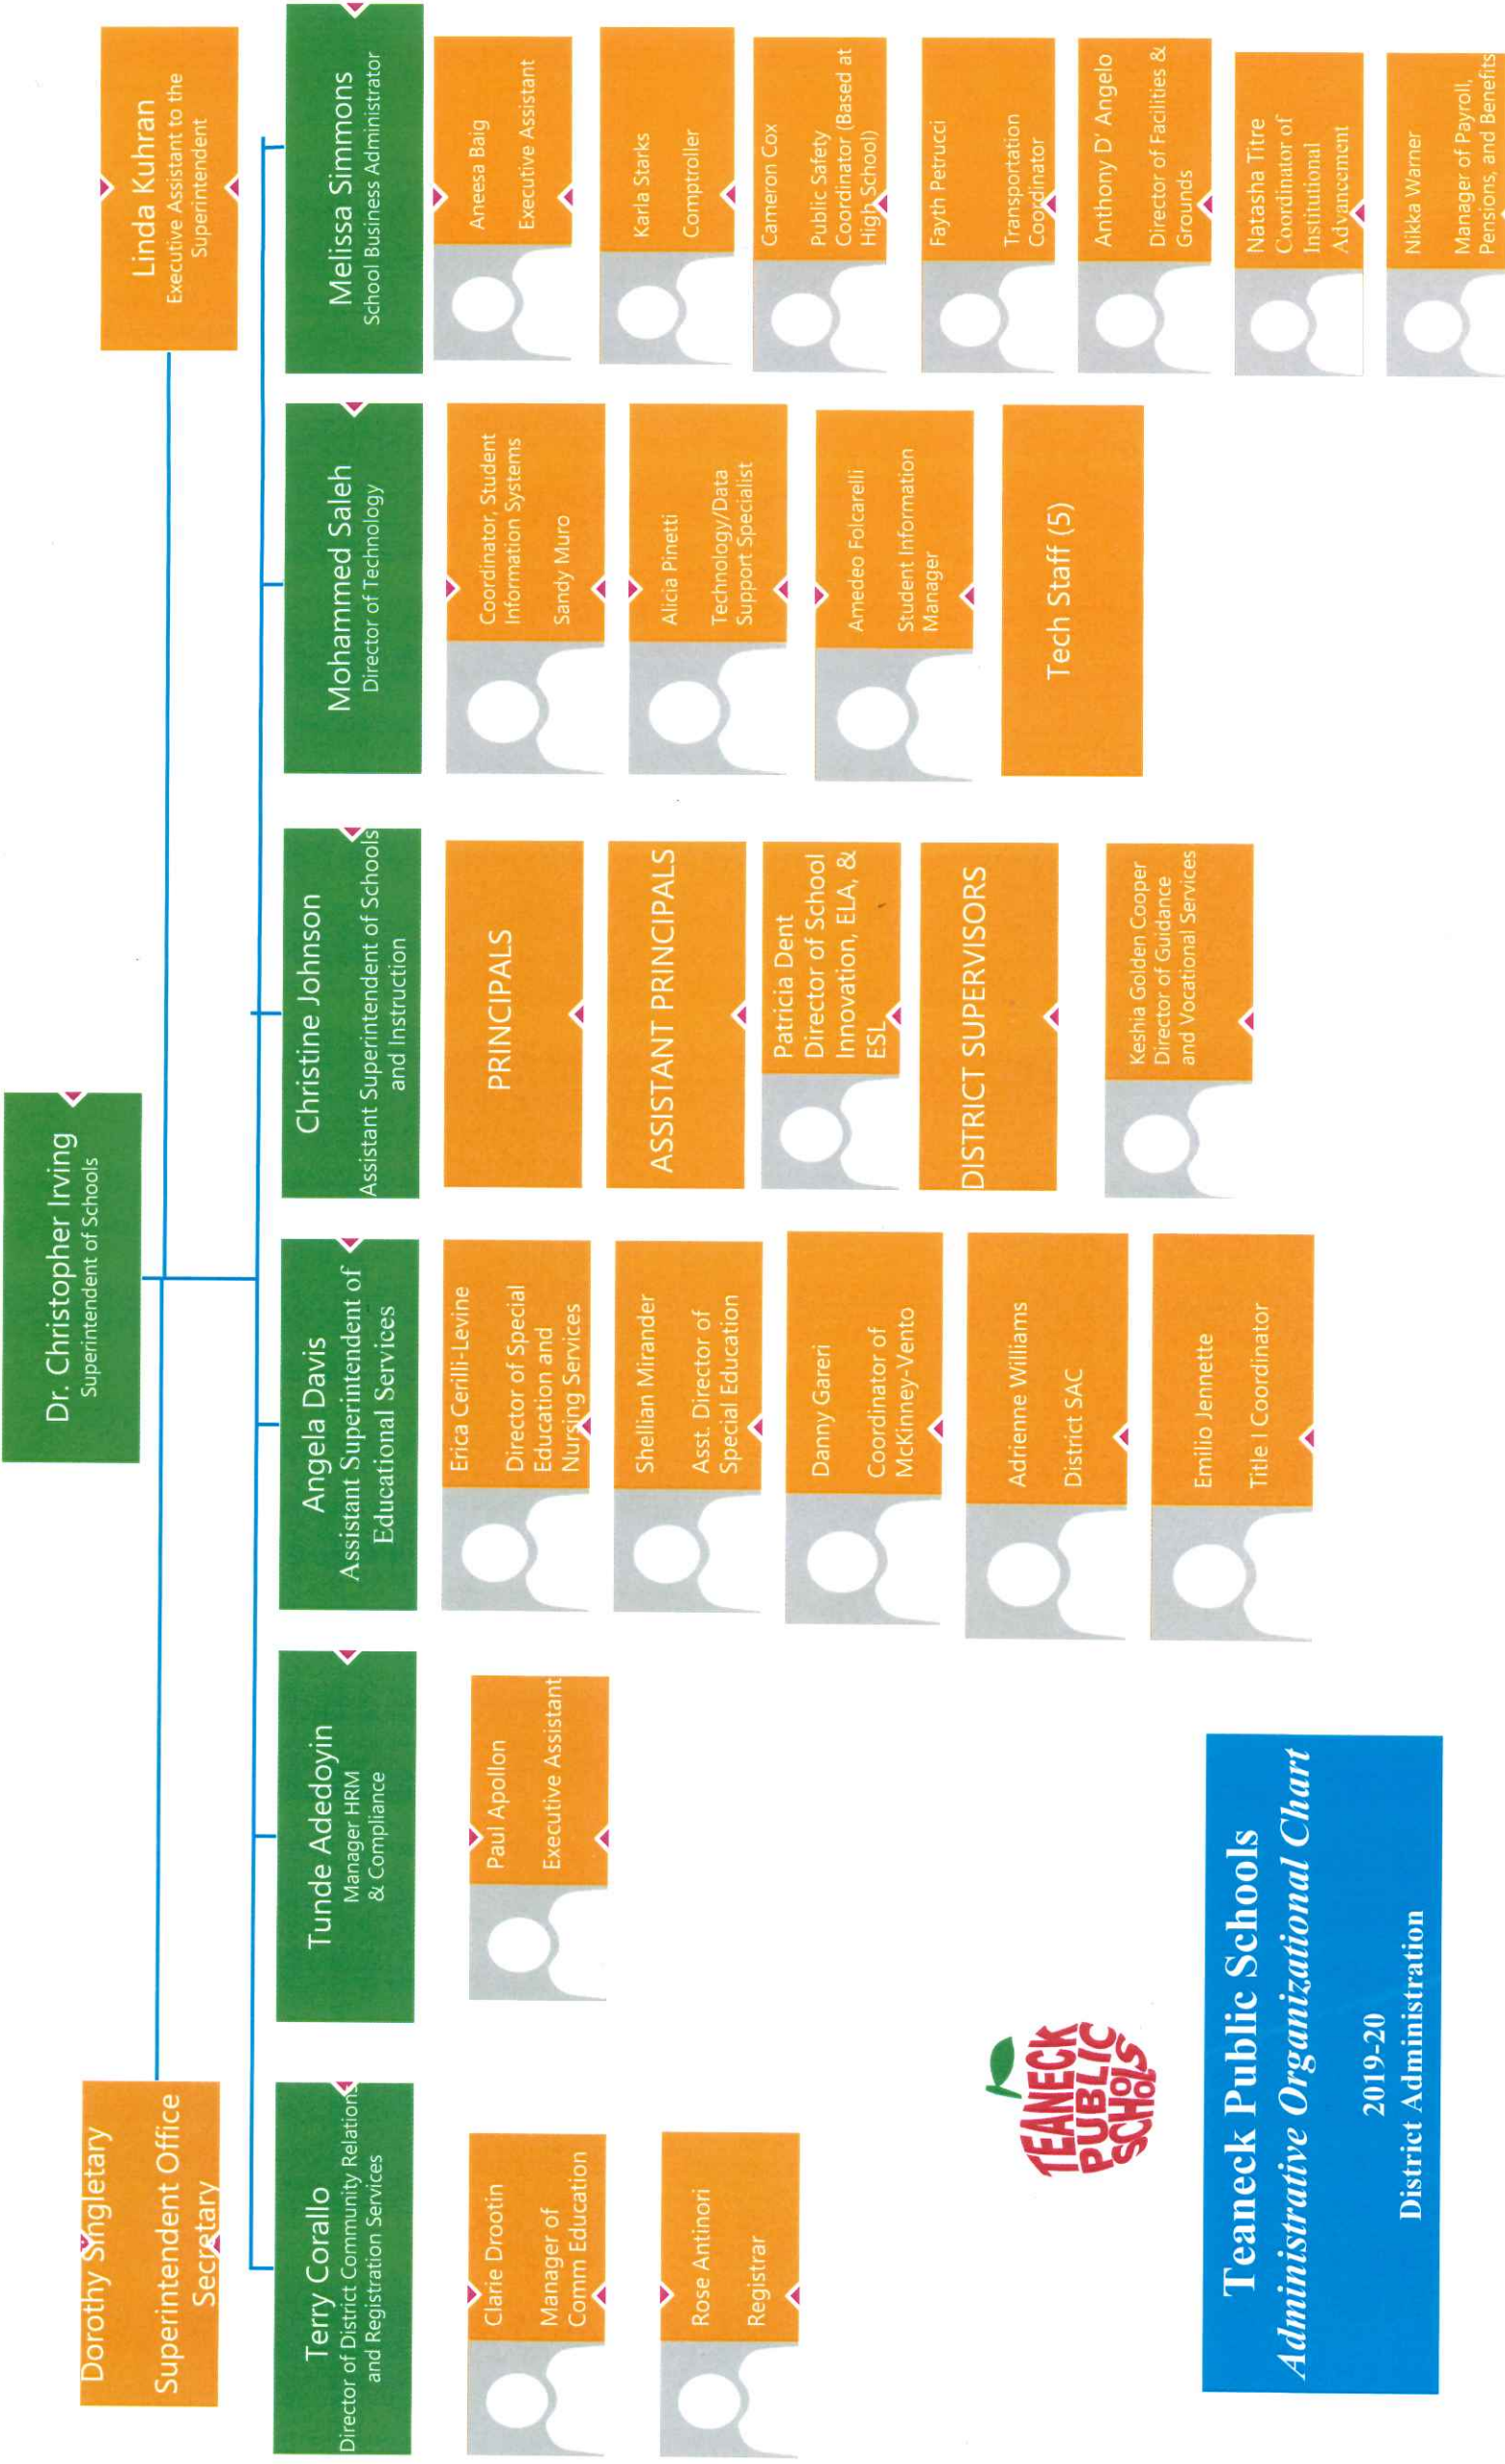 Dr. Christopher Irving
Superintendent of Schools
Dorothy Singletary
Superintendent Office
Secretary
Linda Kuhran
Executive Assistant to the
Superintendent
Terry Corallo
Director of District Community Relations
and Registration Services
Clarie Drootin
Manager of
Comm Education
Rose Antinori
Registrar
Tunde Adedoyin
Manager HRM
& Compliance
Paul Apollon
Executive Assistant
Angela Davis
Assistant Superintendent of
Educational Services
Erica Cerilli-Levine
Director of Special
Education and
Nursing Services
Shellian Mirander
Asst. Director of
Special Education
Danny Gareri
Coordinator of
McKinney-Vento
Adrienne Williams
District SAC
Emilio Jennette
Title I Coordinator
Christine Johnson
Assistant Superintendent of Schools
and Instruction
PRINCIPALS
ASSISTANT PRINCIPALS
Patricia Dent
Director of School
Innovation, ELA, &
ESL
DISTRICT SUPERVISORS
Keshia Golden Cooper
Director of Guidance
and Vocational Services
Mohammed Saleh
Director of Technology
Coordinator, Student
Information Systems
Sandy Muro
Alicia Pinetti
Technology/Data
Support Specialist
Amedeo Folcarelli
Student Information
Manager
Tech Staff (5)
Melissa Simmons
School Business Administrator
Aneesa Baig
Executive Assistant
Karla Starks
Comptroller
Cameron Cox
Public Safety
Coordinator (Based at
High School)
Fayth Petrucci
Transportation
Coordinator
Anthony D' Angelo
Director of Facilities &
Grounds
Natasha Titre
Coordinator of
Institutional
Advancement
Nikka Warner
Manager of Payroll,
Pensions, and Benefits
TEANECK
PUBLIC
SCHOOLS
Teaneck Public Schools
Administrative Organizational Chart
2019-20
District Administration